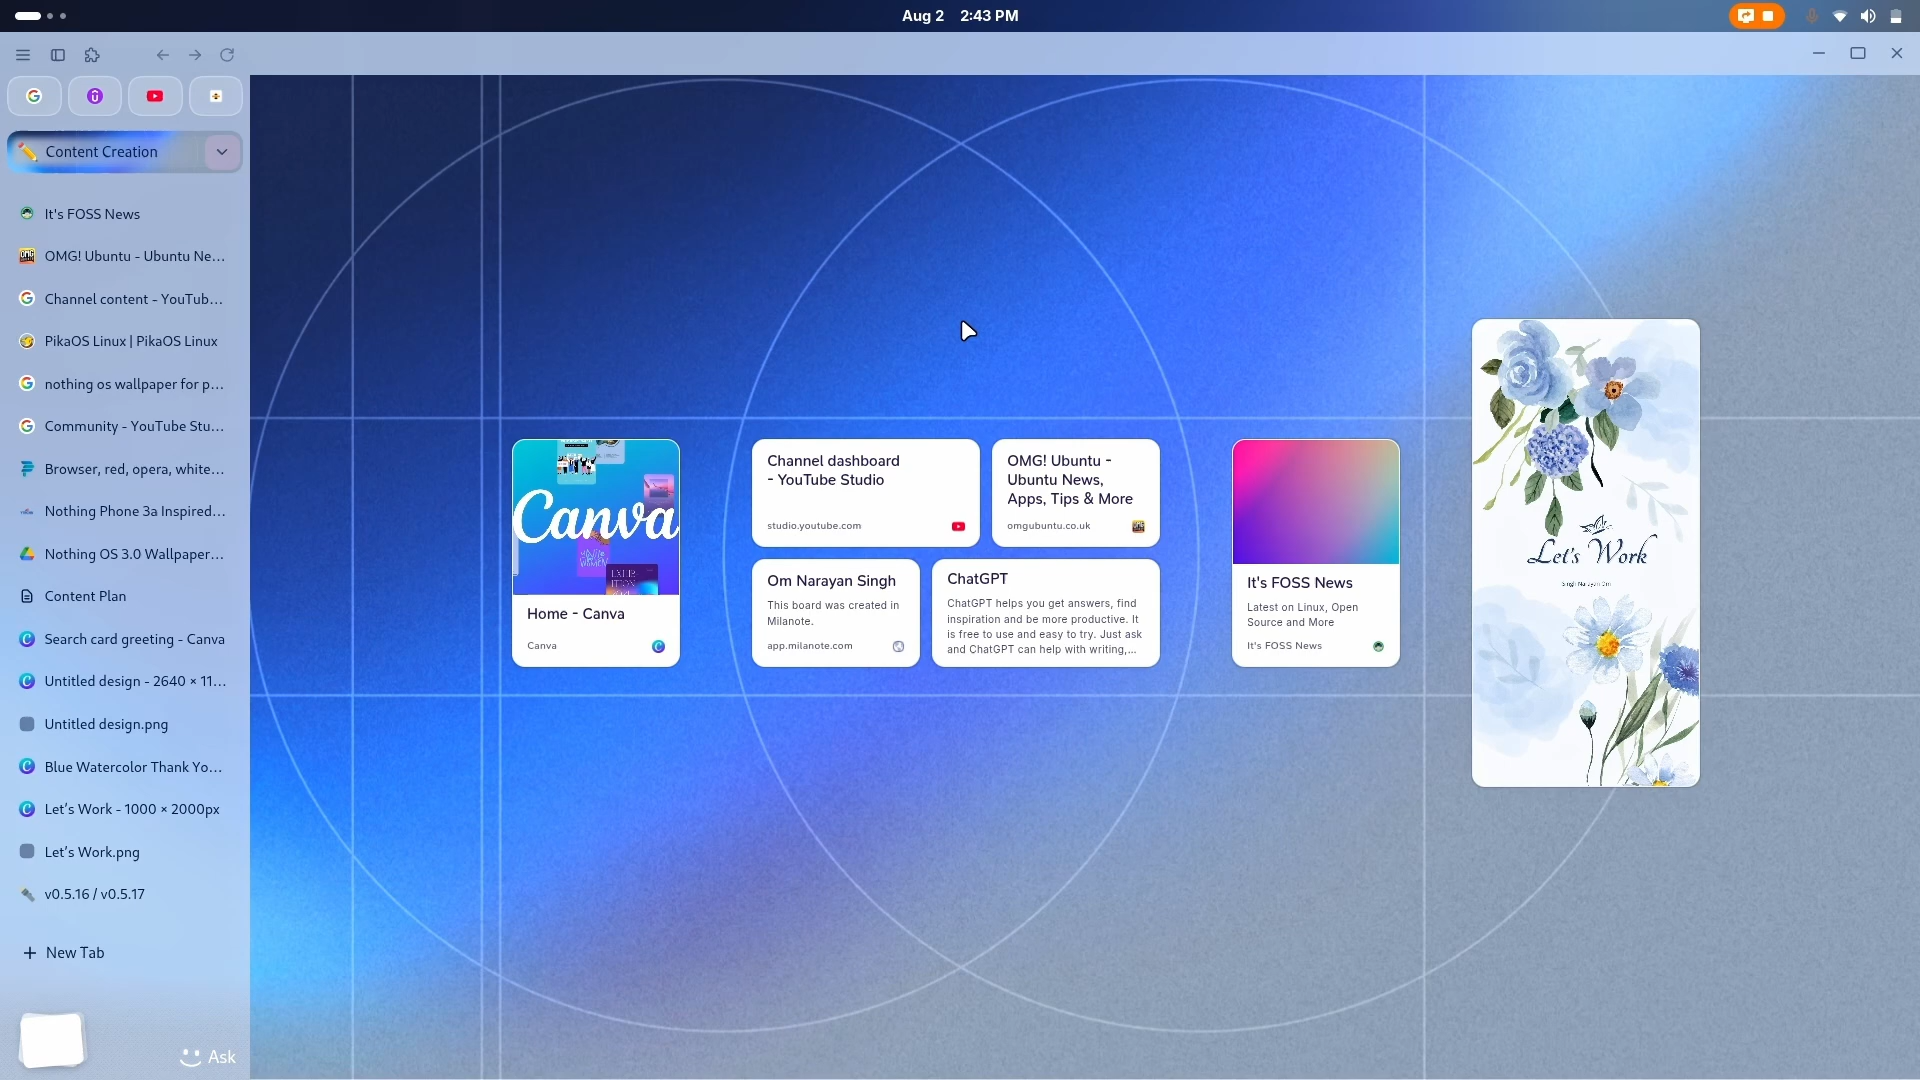 Aug 2 2:43 PM
Content Creation
It's FOSS News
OMG! Ubuntu - Ubuntu Ne...
Channel content - YouTub...
PikaOS Linux | PikaOS Linux
nothing os wallpaper for p...
Community - YouTube Stu...
Browser, red, opera, white...
Nothing Phone 3a Inspired...
Nothing OS 3.0 Wallpaper...
Content Plan
Search card greeting - Canva
Untitled design - 2640 × 11...
Untitled design.png
Blue Watercolor Thank Yo...
Let’s Work - 1000 × 2000px
Let’s Work.png
v0.5.16 / v0.5.17
New Tab
Ask
Canva
Home - Canva
Canva
Channel dashboard
- YouTube Studio
studio.youtube.com
OMG! Ubuntu -
Ubuntu News,
Apps, Tips & More
omgubuntu.co.uk
Om Narayan Singh
This board was created in
Milanote.
app.milanote.com
ChatGPT
ChatGPT helps you get answers, find
inspiration and be more productive. It
is free to use and easy to try. Just ask
and ChatGPT can help with writing,...
It's FOSS News
Latest on Linux, Open
Source and More
It's FOSS News
Let's Work
Singh Narayan Om